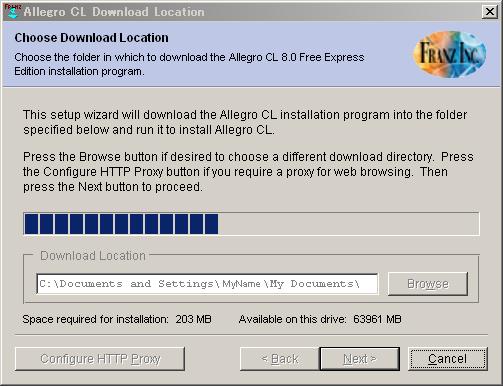 FRANZ
Allegro CL Download Location
Choose Download Location
Choose the folder in which to download the Allegro CL 8.0 Free Express
Edition installation program.
FRANZ INC.
This setup wizard will download the Allegro CL installation program into the folder
specified below and run it to install Allegro CL.
Press the Browse button if desired to choose a different download directory.  Press
the Configure HTTP Proxy button if you require a proxy for web browsing.  Then
press the Next button to proceed.
Download Location
C:\Documents and Settings\MyName\My Documents\
Browse
Space required for installation:  203 MB
Available on this drive:  63961 MB
Configure HTTP Proxy
< Back
Next >
Cancel